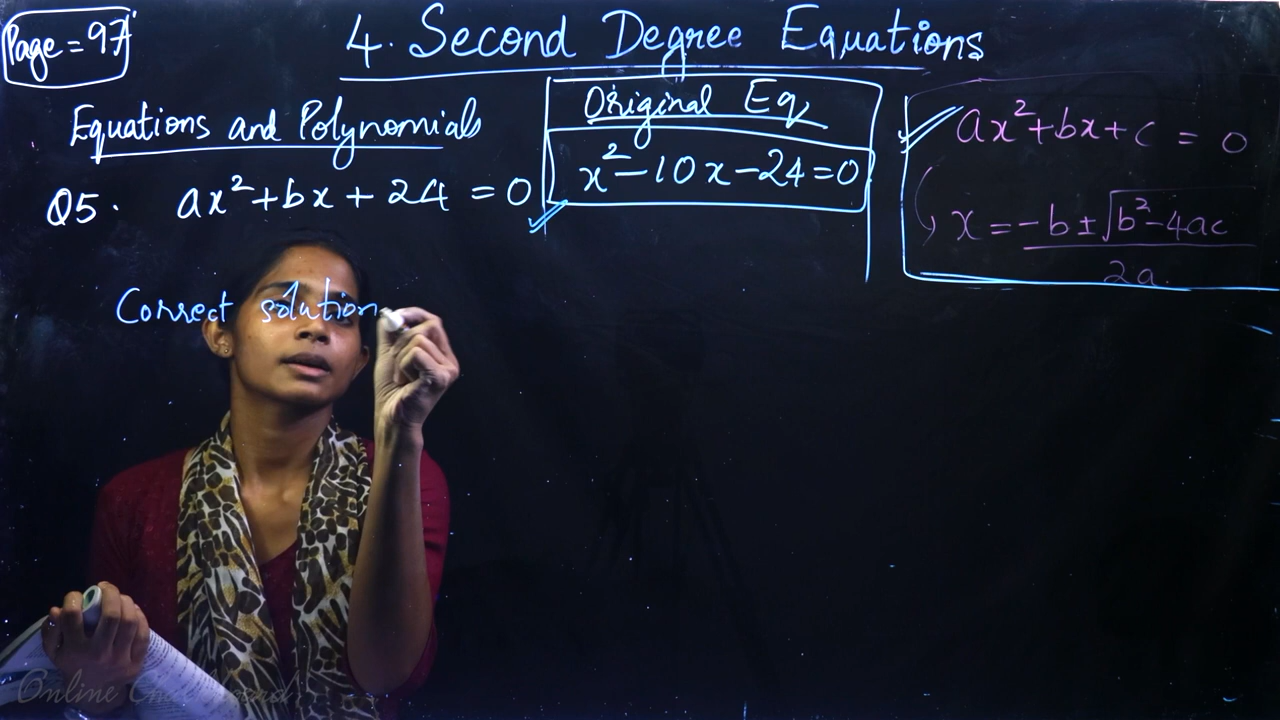 Page = 97
4. Second Degree Equations
Equations and Polynomials
Original Eq
x² - 10x - 24 = 0
ax² + bx + c = 0
x = -b ± √b² - 4ac / 2a
Q5. ax² + bx + 24 = 0
Correct solution
Online